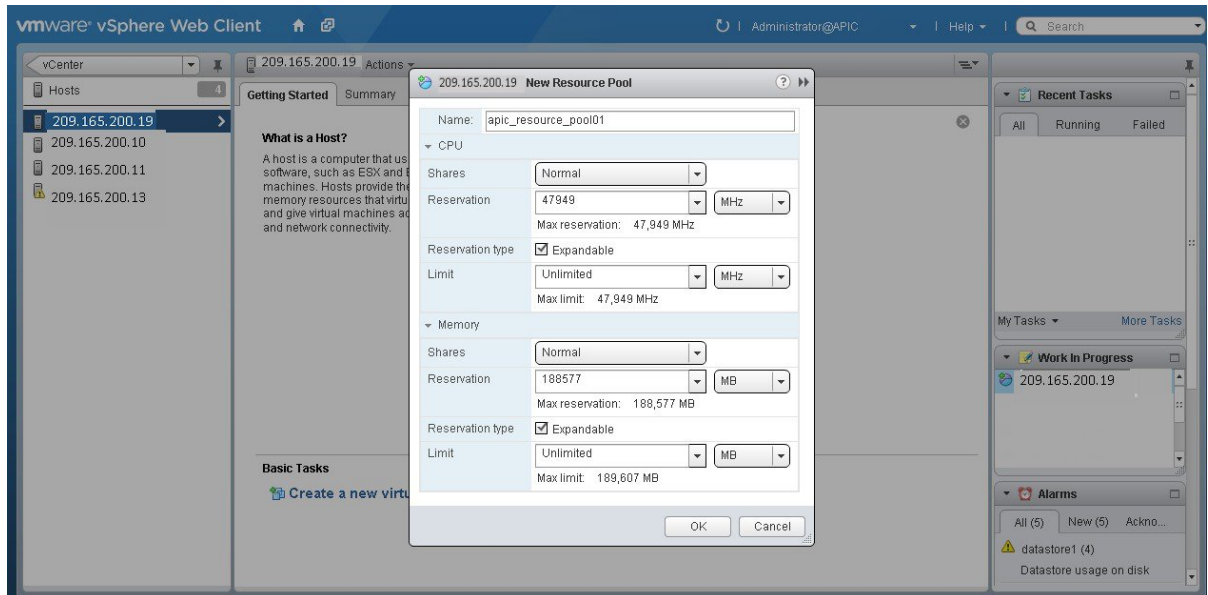 vmware® vSphere Web Client
Administrator@APIC
Help
Search
vCenter
Hosts
4
209.165.200.19
209.165.200.10
209.165.200.11
209.165.200.13
209.165.200.19 Actions
Getting Started
Summary
What is a Host?
A host is a computer that us
software, such as ESX and
machines. Hosts provide the
memory resources that virtu
and give virtual machines ac
and network connectivity.
Basic Tasks
Create a new virtu
209.165.200.19 New Resource Pool
Name: apic_resource_pool01
CPU
Shares Normal
Reservation 47949 MHz
Max reservation: 47,949 MHz
Reservation type Expandable
Limit Unlimited MHz
Max limit: 47,949 MHz
Memory
Shares Normal
Reservation 188577 MB
Max reservation: 188,577 MB
Reservation type Expandable
Limit Unlimited MB
Max limit: 189,607 MB
OK Cancel
Recent Tasks
All Running Failed
My Tasks More Tasks
Work In Progress
209.165.200.19
Alarms
All (5) New (5) Ackno...
datastore1 (4)
Datastore usage on disk